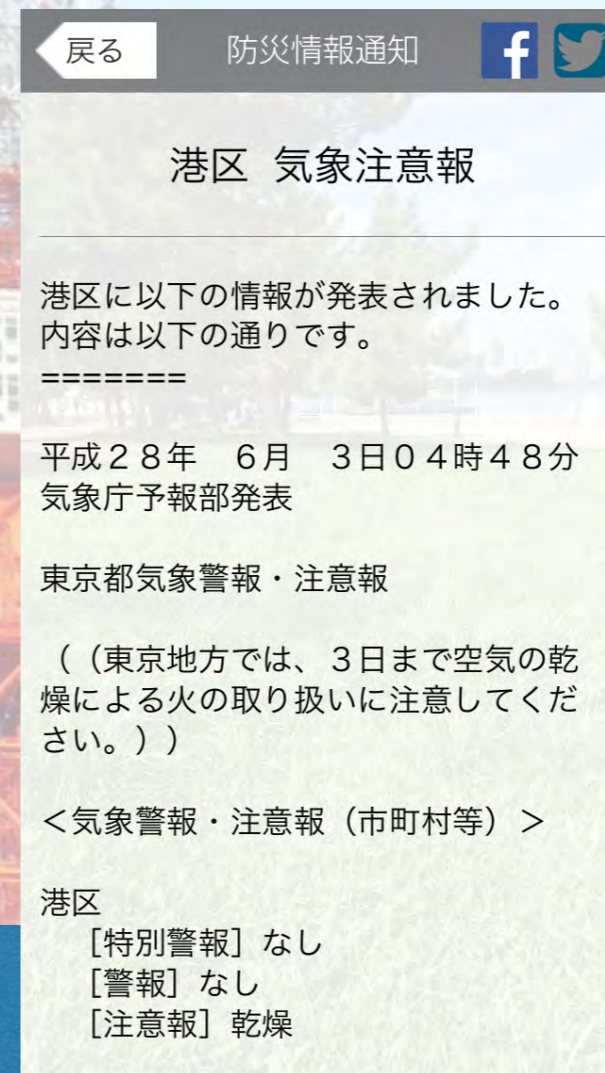 戻る
防災情報通知
港区 気象注意報
港区に以下の情報が発表されました。
内容は以下の通りです。
=======
平成２８年　６月　３日０４時４８分
気象庁予報部発表
東京都気象警報・注意報
（（東京地方では、３日まで空気の乾
燥による火の取り扱いに注意してくだ
さい。））
＜気象警報・注意報（市町村等）＞
港区
［特別警報］なし
［警報］なし
［注意報］乾燥